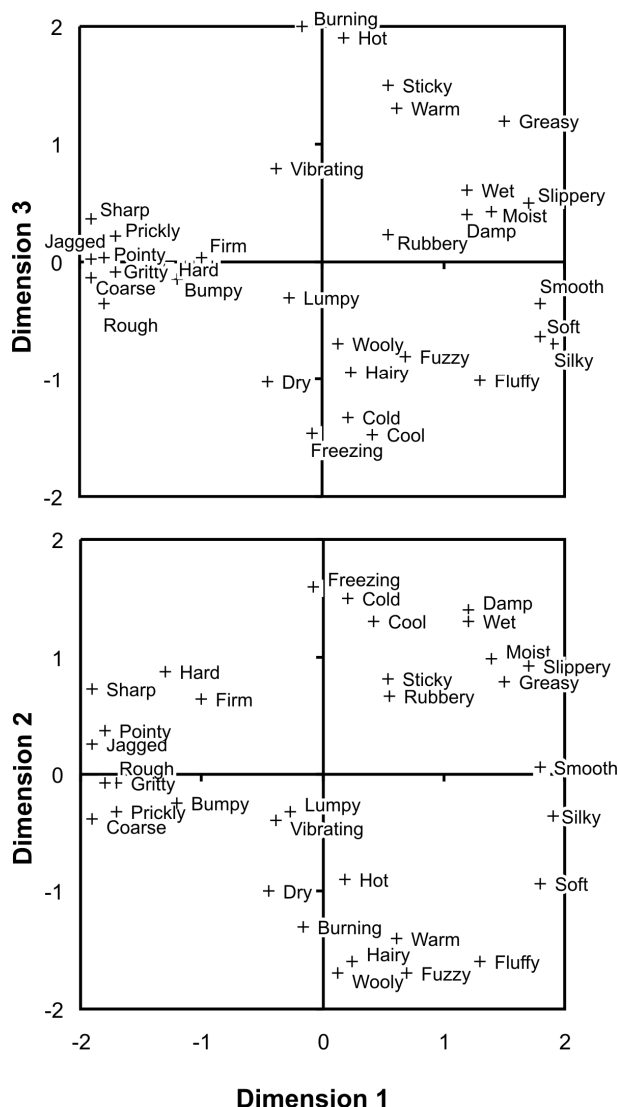 2
Burning
Hot
Sticky
Warm
Greasy
1
Vibrating
Wet
Slippery
Sharp
Moist
Prickly
Damp
Jagged
Firm
Rubbery
Pointy
0
Gritty
Hard
Coarse
Bumpy
Smooth
Lumpy
Rough
Soft
Wooly
Fuzzy
Silky
Hairy
-1
Dry
Fluffy
Cold
Cool
Freezing
-2
Dimension 3
2
Freezing
Cold
Damp
Cool
Wet
Moist
1
Hard
Slippery
Sticky
Greasy
Sharp
Rubbery
Firm
Pointy
Jagged
Rough
Smooth
0
Gritty
Bumpy
Lumpy
Prickly
Silky
Coarse
Vibrating
Hot
Soft
-1
Dry
Burning
Warm
Hairy
Fluffy
Wooly
Fuzzy
-2
Dimension 2
-2 -1 0 1 2
Dimension 1